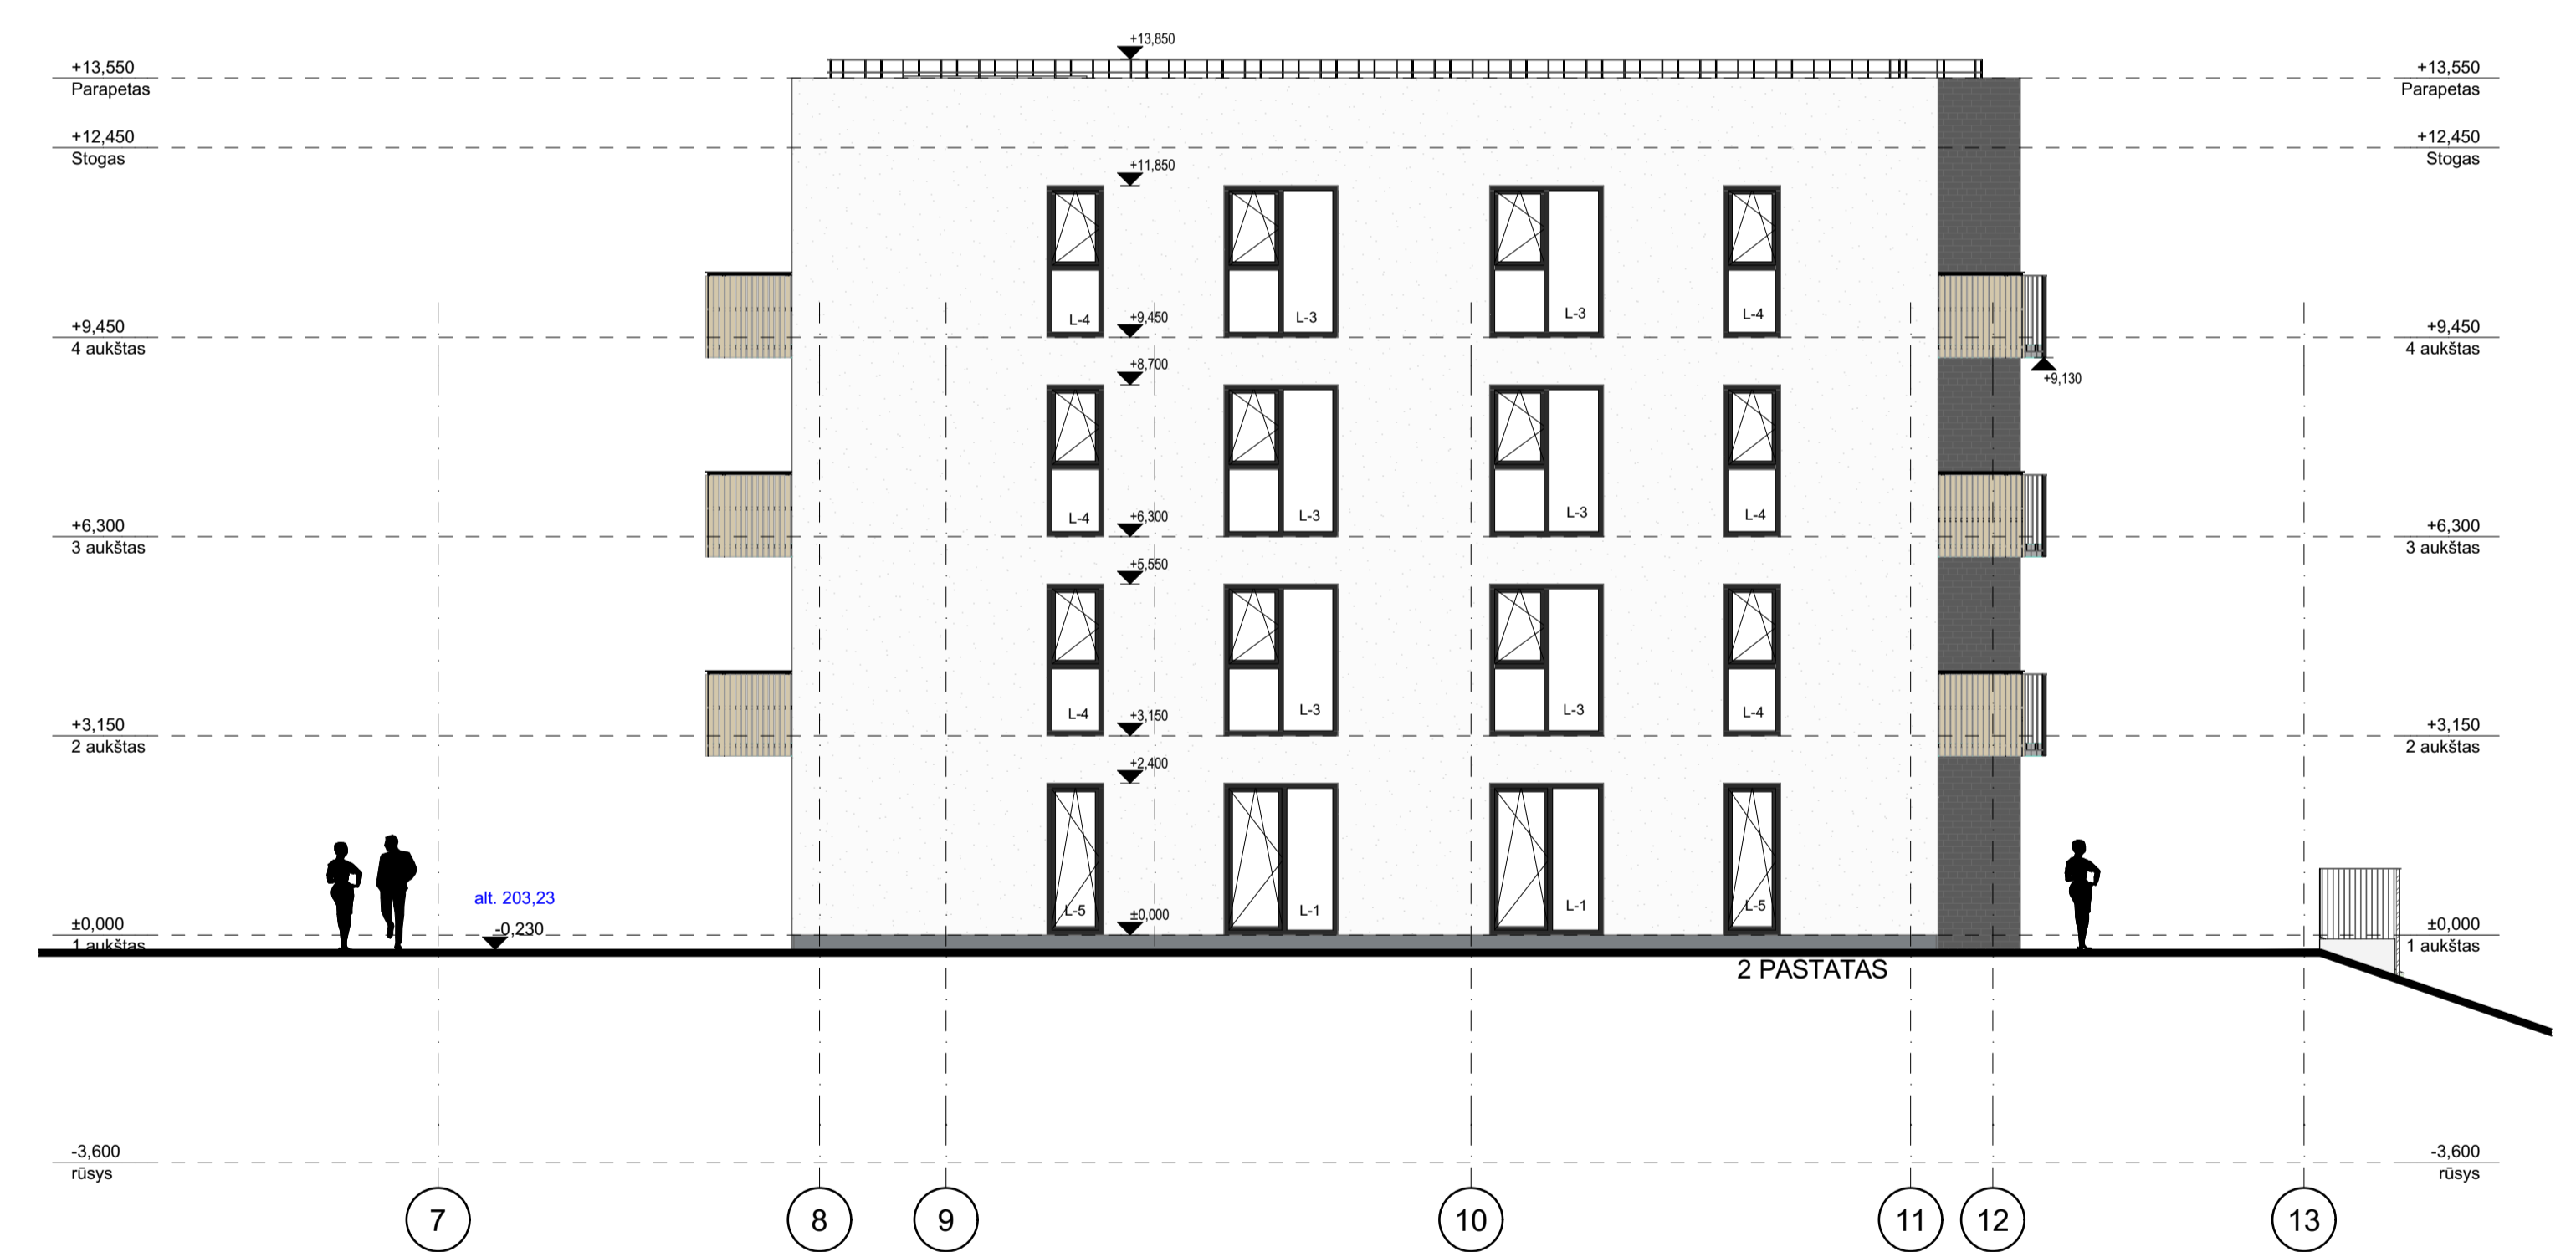 +13,850
+13,550
Parapetas
+13,550
Parapetas
+12,450
Stogas
+12,450
Stogas
+11,850
L-4
L-3
L-3
L-4
+9,450
+9,450
4 aukštas
+9,450
4 aukštas
+8,700
+9,130
L-4
L-3
L-3
L-4
+6,300
+6,300
3 aukštas
+6,300
3 aukštas
+5,550
L-4
L-3
L-3
L-4
+3,150
+3,150
2 aukštas
+3,150
2 aukštas
+2,400
alt. 203,23
L-5
L-1
L-1
L-5
±0,000
±0,000
1 aukštas
-0,230
±0,000
1 aukštas
2 PASTATAS
-3,600
rūsys
-3,600
rūsys
7
8
9
10
11
12
13